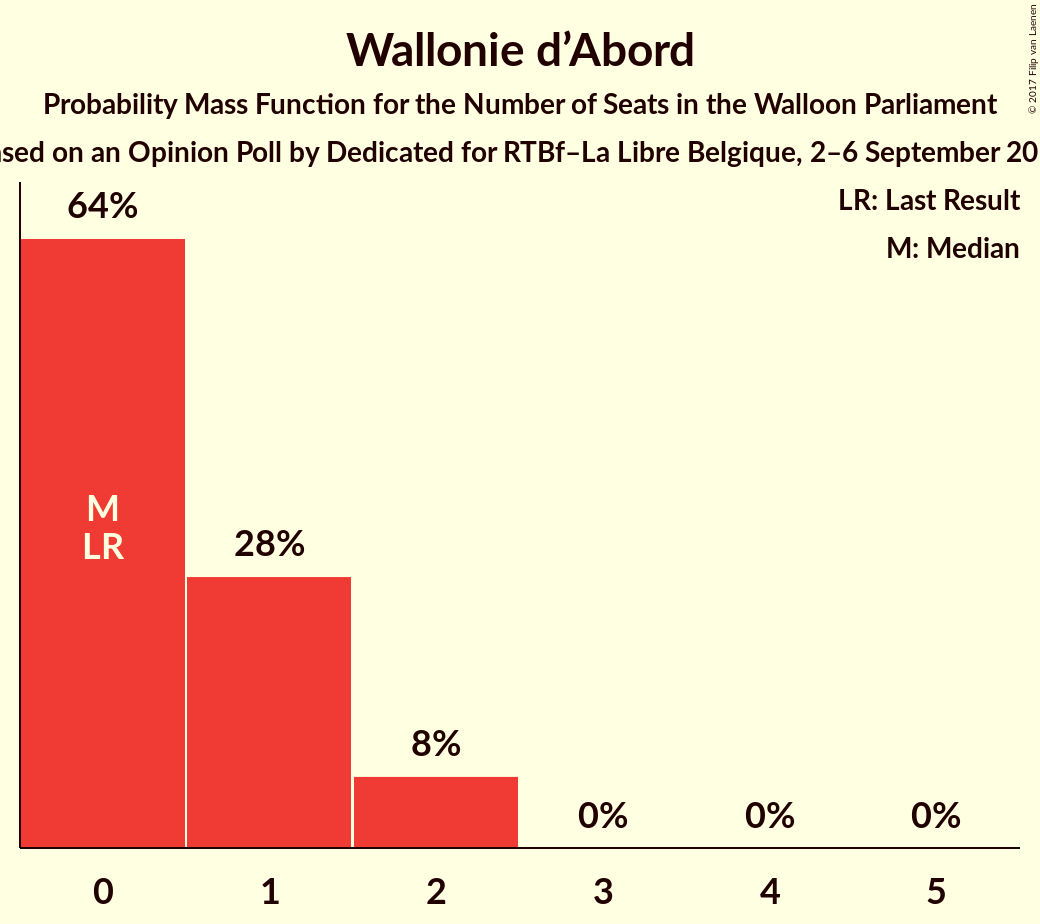 Wallonie d’Abord
Probability Mass Function for the Number of Seats in the Walloon Parliament
on an Opinion Poll by Dedicated for RTBf–La Libre Belgique, 2–6 September
LR: Last Result
M: Median
64%
M
LR
28%
8%
0%
0%
0%
0
1
2
3
4
5
© 2017 Filip van Laenen